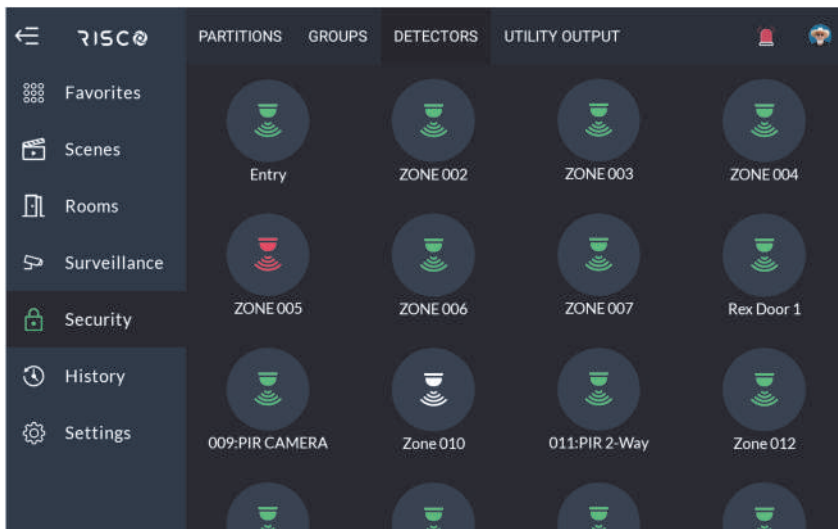 RISCO
PARTITIONS GROUPS DETECTORS UTILITY OUTPUT
Favorites
Scenes
Rooms
Surveillance
Security
History
Settings
Entry ZONE 002 ZONE 003 ZONE 004
ZONE 005 ZONE 006 ZONE 007 Rex Door 1
009:PIR CAMERA Zone 010 011:PIR 2-Way Zone 012